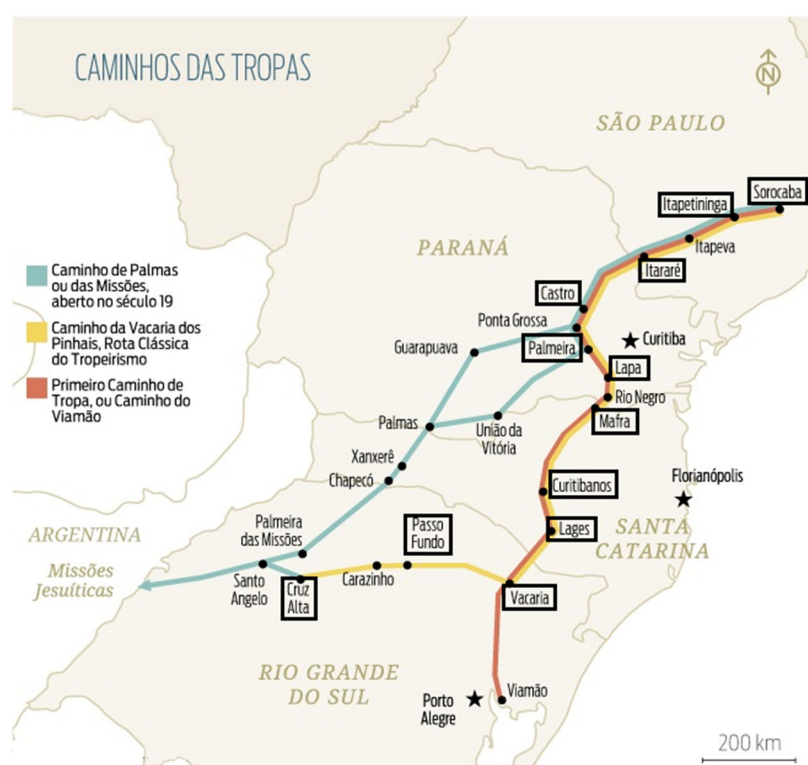 CAMINHOS DAS TROPAS
N
SÃO PAULO
Sorocaba
Itapetininga
Itapeva
Itararé
PARANÁ
Castro
Ponta Grossa
Palmeira
Curitiba
Guarapuava
Lapa
Rio Negro
Mafra
Palmas
União da
Vitória
Xanxerê
Chapecó
Curitibanos
Florianópolis
Lages
SANTA
CATARINA
Caminho de Palmas
ou das Missões,
aberto no século 19
Caminho da Vacaria dos
Pinhais, Rota Clássica
do Tropeirismo
Primeiro Caminho de
Tropa, ou Caminho do
Viamão
ARGENTINA
Missões
Jesuíticas
Palmeira
das Missões
Passo
Fundo
Santo
Angelo
Cruz
Alta
Carazinho
Vacaria
RIO GRANDE
DO SUL
Porto
Alegre
Viamão
200 km